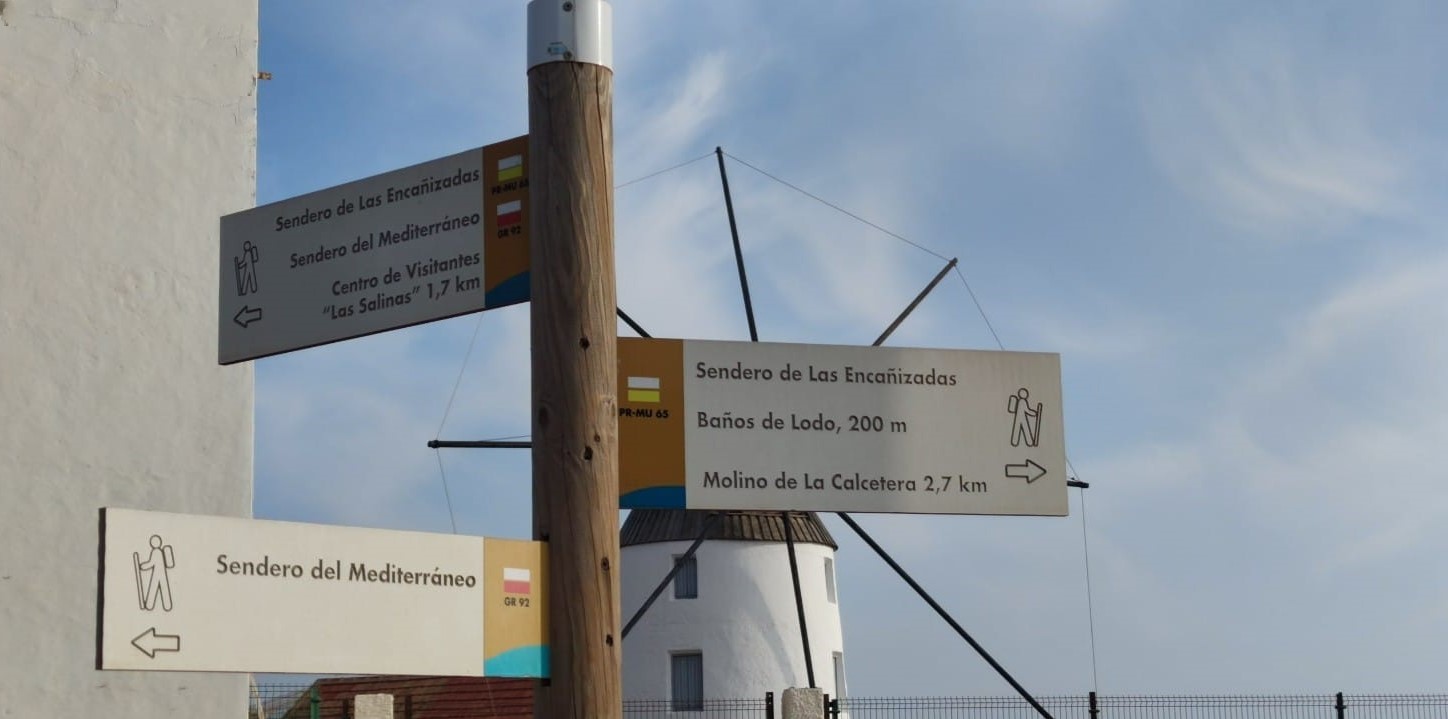 Sendero de Las Encañizadas
Sendero del Mediterráneo
Centro de Visitantes
“Las Salinas” 1,7 km
PR-MU
GR 92
PR-MU 65
Sendero de Las Encañizadas
Baños de Lodo, 200 m
Molino de La Calcetera 2,7 km
Sendero del Mediterráneo
GR 92